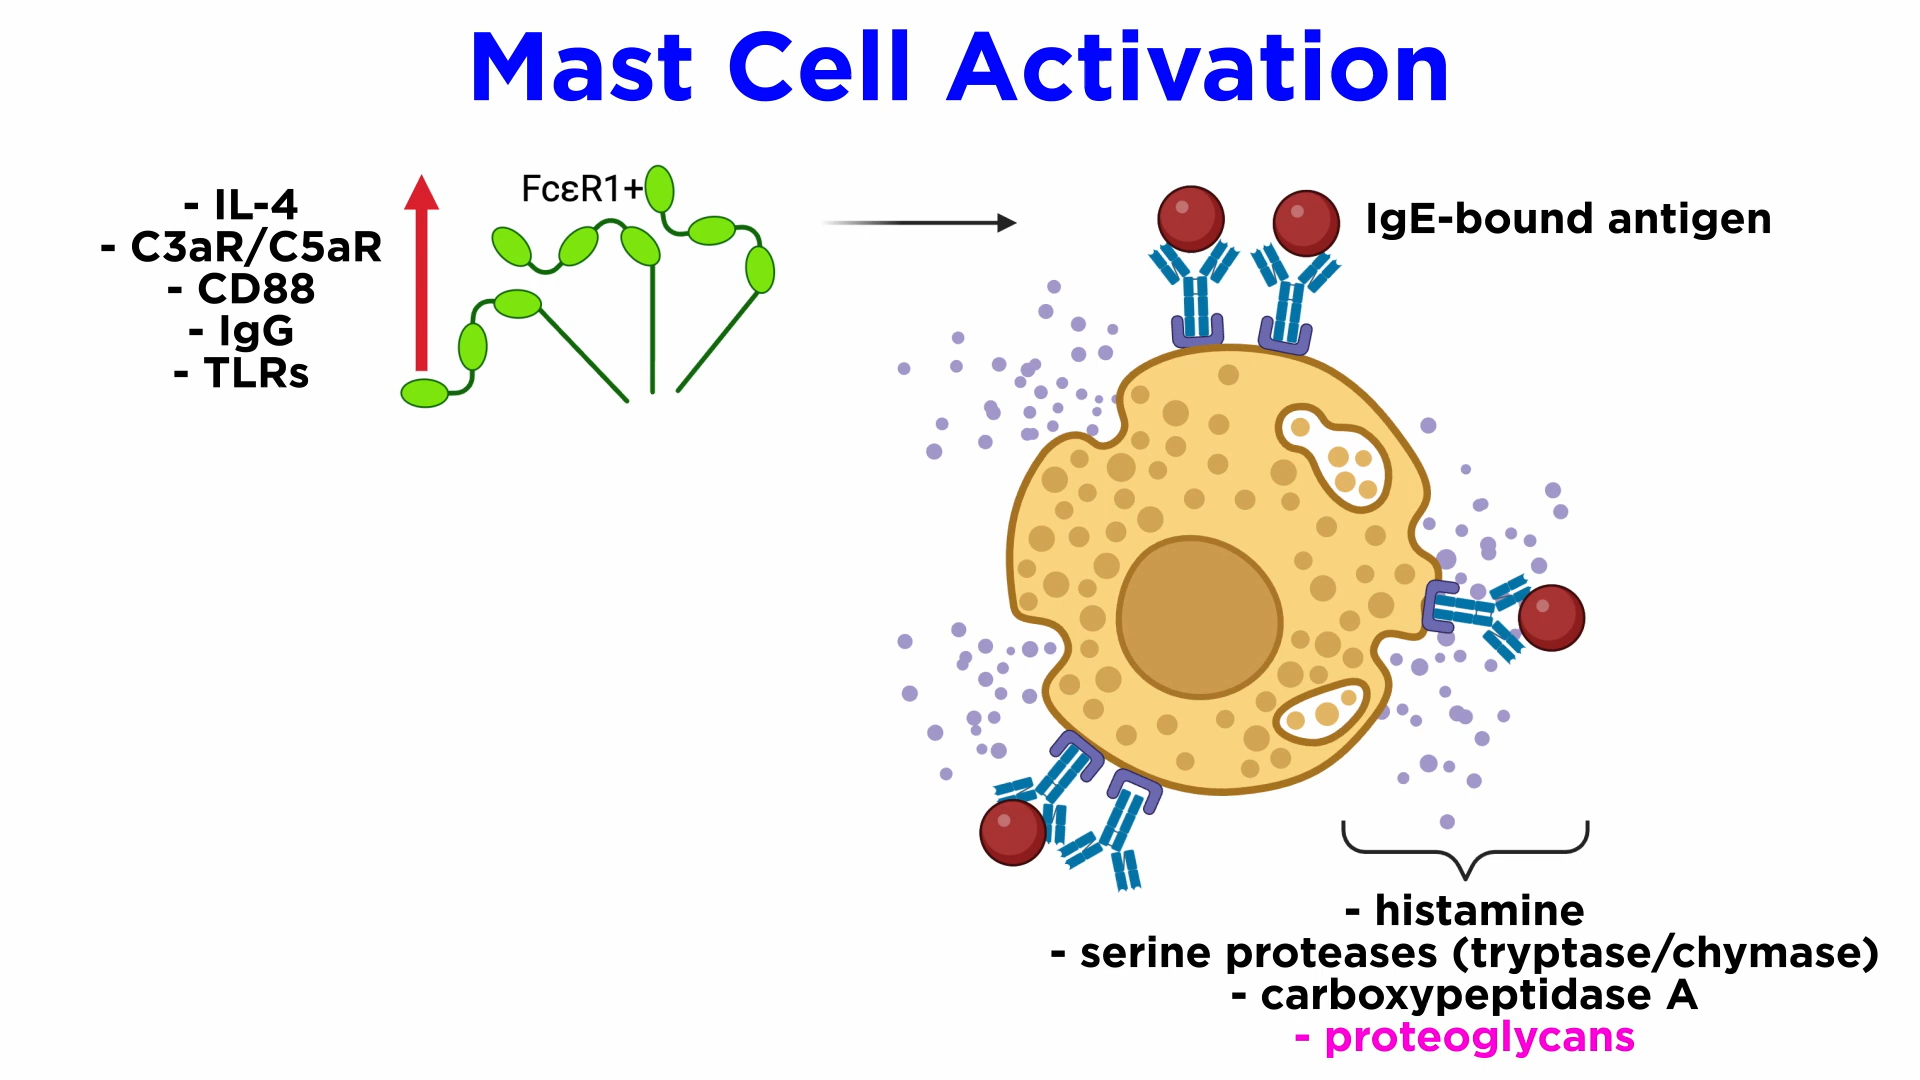 Mast Cell Activation
- IL-4
- C3aR/C5aR
- CD88
- IgG
- TLRs
FcεR1+
IgE-bound antigen
- histamine
- serine proteases (tryptase/chymase)
- carboxypeptidase A
- proteoglycans